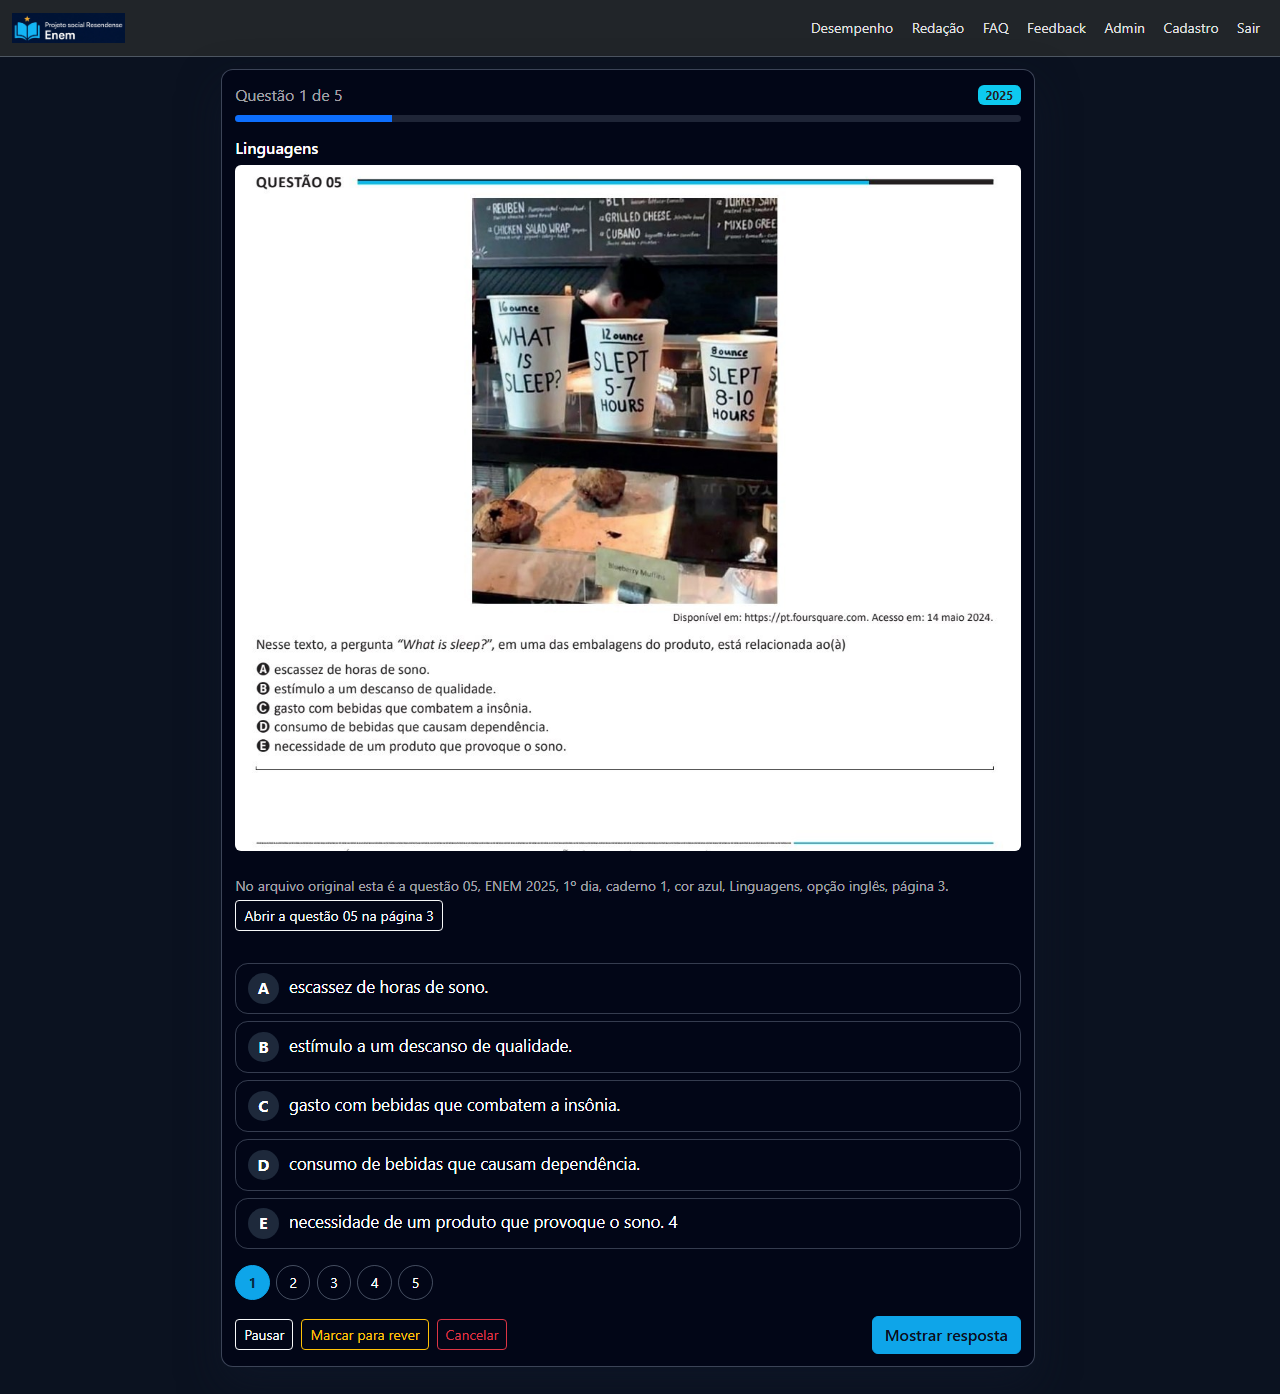 Projeto social Resendense
Enem
Desempenho Redação FAQ Feedback Admin Cadastro Sair
Questão 1 de 5
2025
Linguagens
QUESTÃO 05
REUBEN
CHICKEN SALAD WRAP
BLT
GRILLED CHEESE
CUBANO
TURKEY SAN
MIXED GREE
16 ounce
WHAT
IS
SLEEP?
12 ounce
SLEPT
5-7
HOURS
8 ounce
SLEPT
8-10
HOURS
ALL DAY
Blueberry Muffins
Disponível em: https://pt.foursquare.com. Acesso em: 14 maio 2024.
Nesse texto, a pergunta “What is sleep?”, em uma das embalagens do produto, está relacionada ao(à)
A escassez de horas de sono.
B estímulo a um descanso de qualidade.
C gasto com bebidas que combatem a insônia.
D consumo de bebidas que causam dependência.
E necessidade de um produto que provoque o sono.
No arquivo original esta é a questão 05, ENEM 2025, 1º dia, caderno 1, cor azul, Linguagens, opção inglês, página 3.
Abrir a questão 05 na página 3
A escassez de horas de sono.
B estímulo a um descanso de qualidade.
C gasto com bebidas que combatem a insônia.
D consumo de bebidas que causam dependência.
E necessidade de um produto que provoque o sono. 4
1 2 3 4 5
Pausar Marcar para rever Cancelar Mostrar resposta